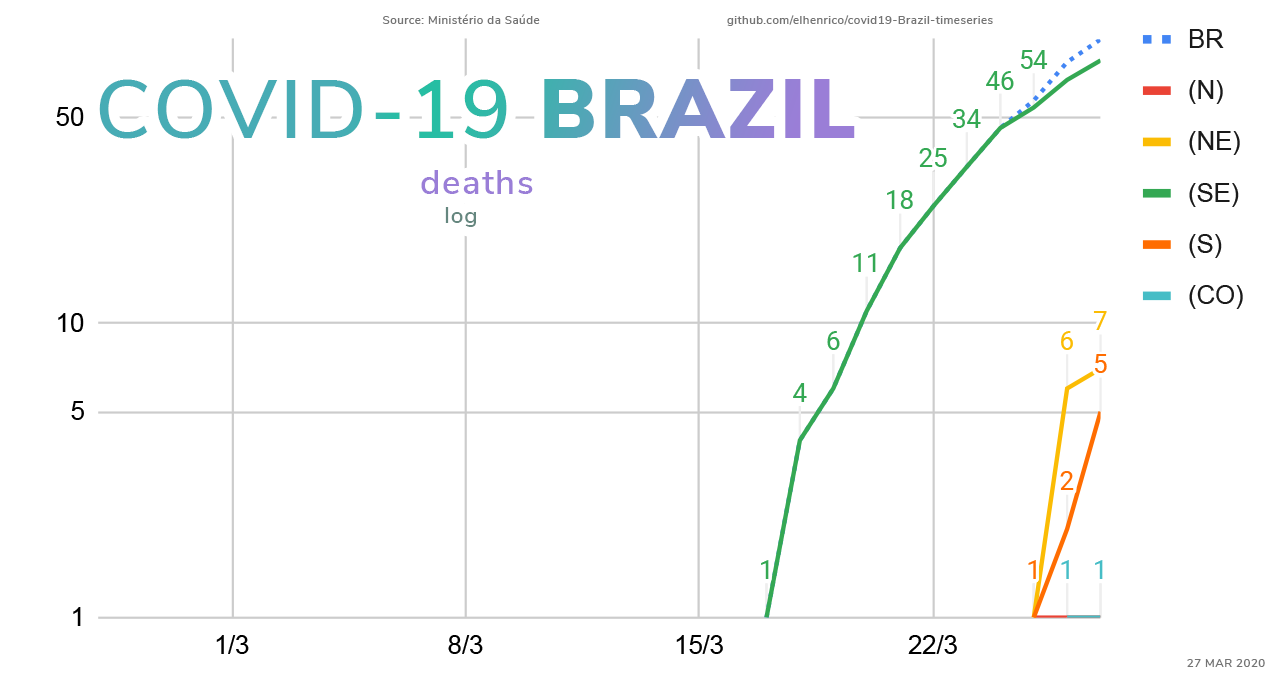 Source: Ministério da Saúde
github.com/elhenrico/covid19-Brazil-timeseries
COVID-19 BRAZIL
deaths
log
BR
(N)
(NE)
(SE)
(S)
(CO)
50
10
5
1
1
4
6
11
18
25
34
46
54
1
2
5
6
7
1
1
1/3
8/3
15/3
22/3
27 MAR 2020